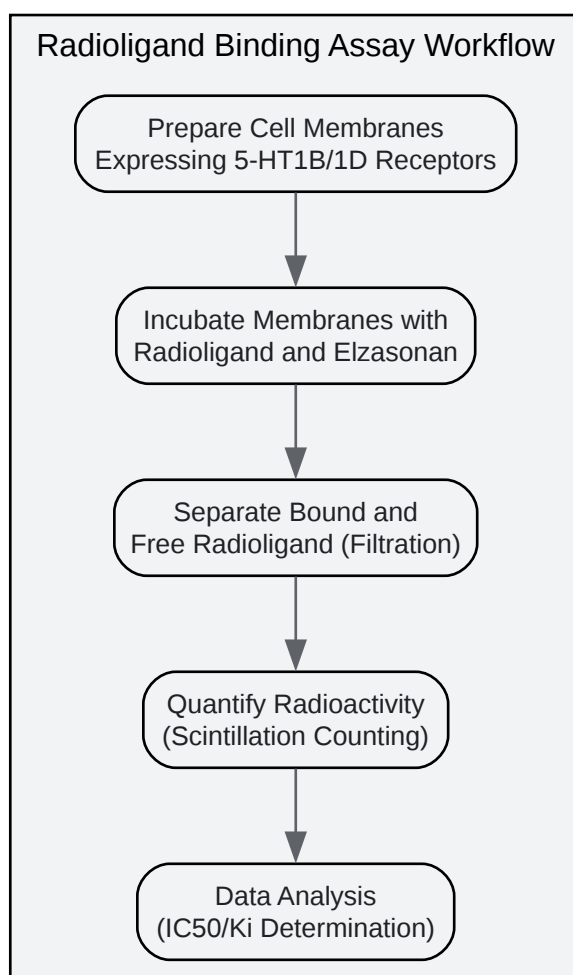 Radioligand Binding Assay Workflow
Prepare Cell Membranes
Expressing 5-HT1B/1D Receptors
Incubate Membranes with
Radioligand and Elzasonan
Separate Bound and
Free Radioligand (Filtration)
Quantify Radioactivity
(Scintillation Counting)
Data Analysis
(IC50/Ki Determination)